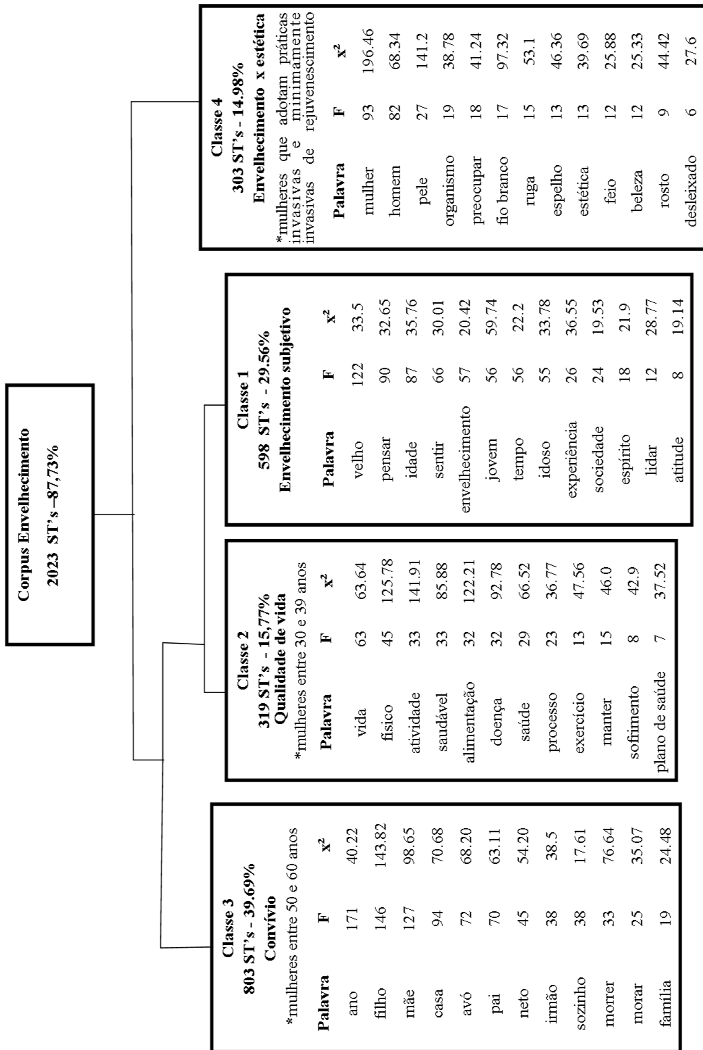 Corpus Envelhecimento
2023 ST's –87,73%
Classe 3
803 ST's - 39.69%
Convívio
*mulheres entre 50 e 60 anos
Palavra F x²
ano 171 40.22
filho 146 143.82
mãe 127 98.65
casa 94 70.68
avó 72 68.20
pai 70 63.11
neto 45 54.20
irmão 38 38.5
sozinho 38 17.61
morrer 33 76.64
morar 25 35.07
família 19 24.48
Classe 2
319 ST's - 15,77%
Qualidade de vida
*mulheres entre 30 e 39 anos
Palavra F x²
vida 63 63.64
físico 45 125.78
atividade 33 141.91
saudável 33 85.88
alimentação 32 122.21
doença 32 92.78
saúde 29 66.52
processo 23 36.77
exercício 13 47.56
manter 15 46.0
sofrimento 8 42.9
plano de saúde 7 37.52
Classe 1
598 ST's - 29.56%
Envelhecimento subjetivo
Palavra F x²
velho 122 33.5
pensar 90 32.65
idade 87 35.76
sentir 66 30.01
envelhecimento 57 20.42
jovem 56 59.74
tempo 56 22.2
idoso 55 33.78
experiência 26 36.55
sociedade 24 19.53
espírito 18 21.9
lidar 12 28.77
atitude 8 19.14
Classe 4
303 ST's - 14.98%
Envelhecimento x estética
*mulheres que adotam práticas
invasivas e minimamente
invasivas de rejuvenescimento
Palavra F x²
mulher 93 196.46
homem 82 68.34
pele 27 141.2
organismo 19 38.78
preocupar 18 41.24
fio branco 17 97.32
ruga 15 53.1
espelho 13 46.36
estética 13 39.69
feio 12 25.88
beleza 12 25.33
rosto 9 44.42
desleixado 6 27.6